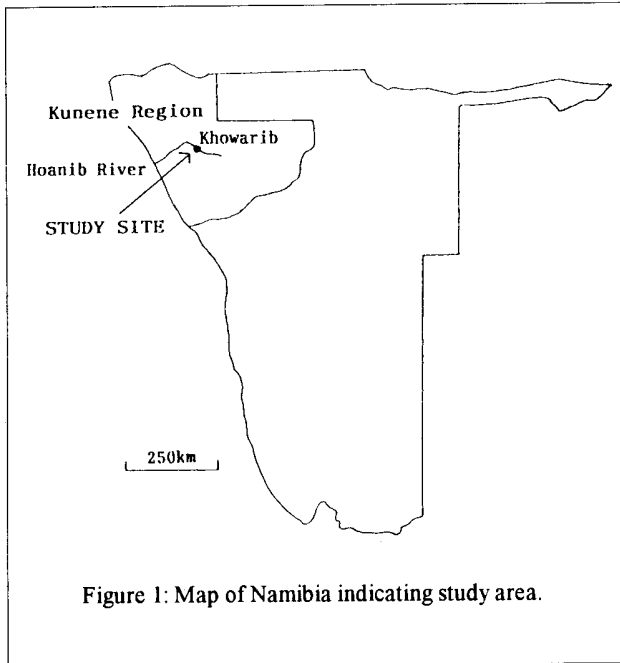 Kunene Region
Khowarib
Hoanib River
STUDY SITE
250km
Figure 1: Map of Namibia indicating study area.